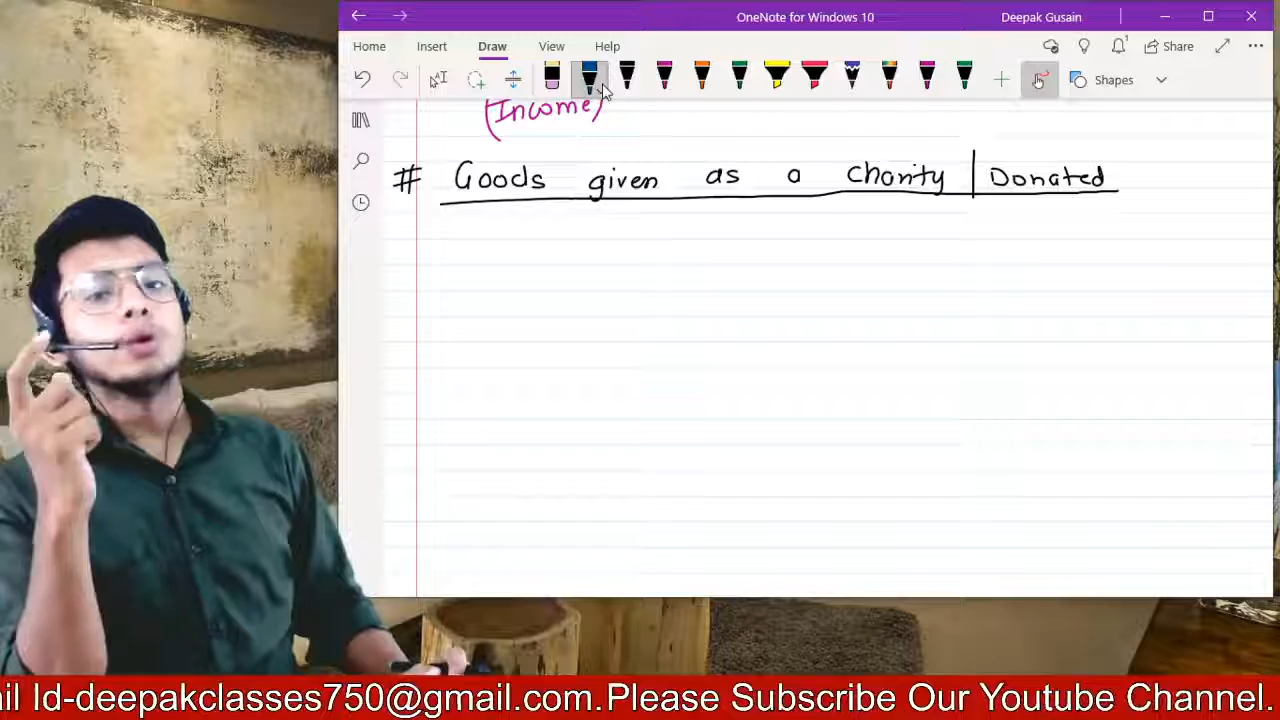 OneNote for Windows 10 Deepak Gusain
Home Insert Draw View Help Share
Shapes
(Income)
# Goods given as a charity | Donated
ail Id-deepakclasses750@gmail.com.Please Subscribe Our Youtube Channel.